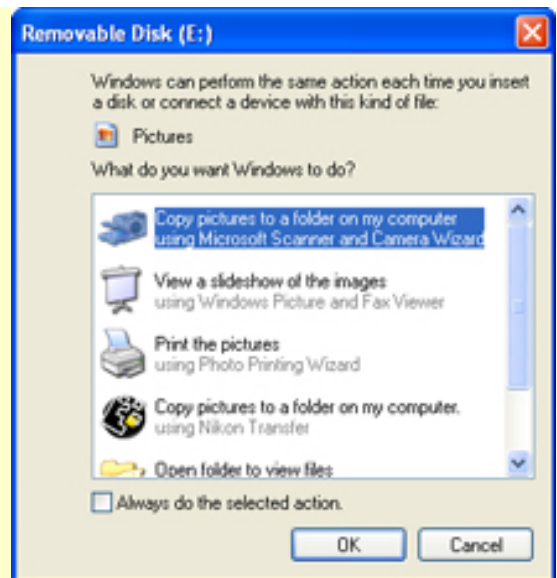 Removable Disk (E:)
Windows can perform the same action each time you insert
a disk or connect a device with this kind of file:
Pictures
What do you want Windows to do?
Copy pictures to a folder on my computer
using Microsoft Scanner and Camera Wizard
View a slideshow of the images
using Windows Picture and Fax Viewer
Print the pictures
using Photo Printing Wizard
Copy pictures to a folder on my computer.
using Nikon Transfer
Open folder to view files
Always do the selected action.
OK
Cancel